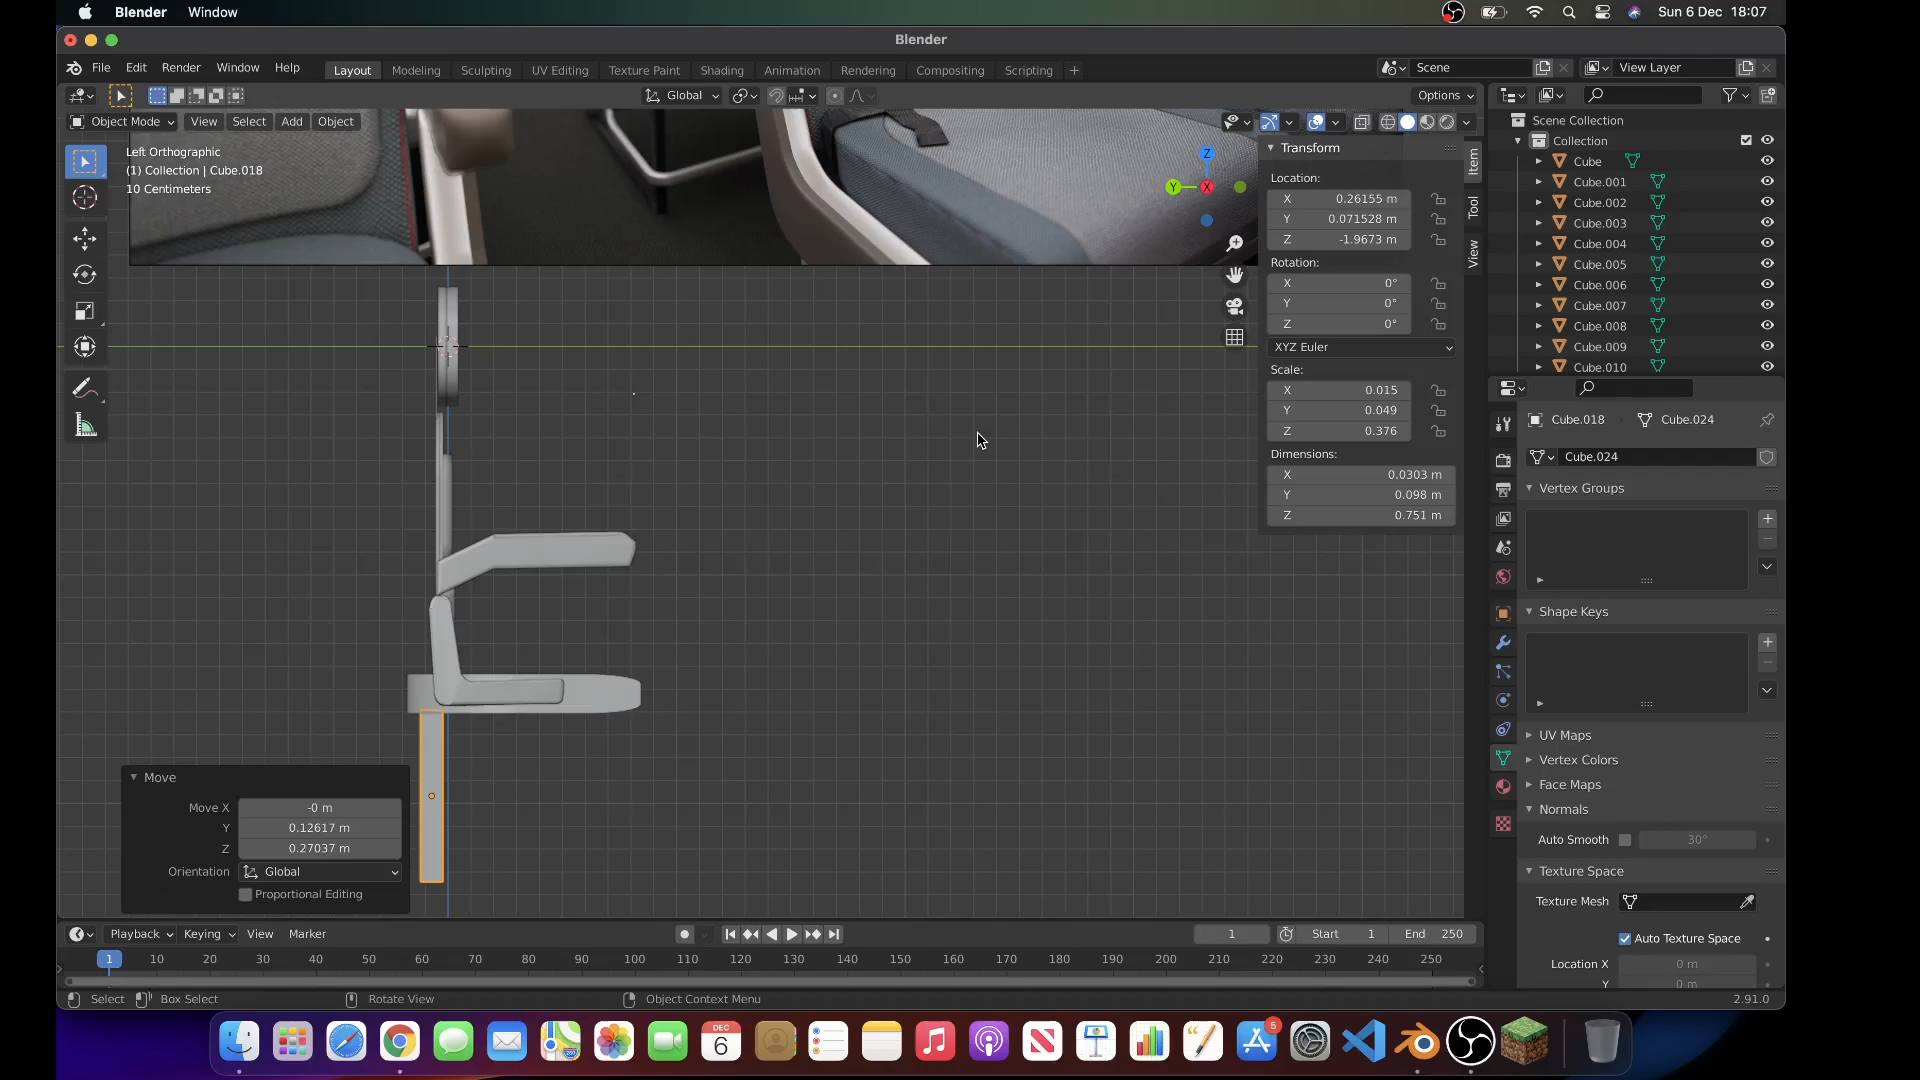 Blender Window Sun 6 Dec 18:07
Blender
File Edit Render Window Help Layout Modeling Sculpting UV Editing Texture Paint Shading Animation Rendering Compositing Scripting + Scene View Layer
Global Options
Object Mode View Select Add Object
Left Orthographic
(1) Collection | Cube.018
10 Centimeters
Z
Y X
Transform
Location:
X 0.26155 m
Y 0.071528 m
Z -1.9673 m
Rotation:
X 0°
Y 0°
Z 0°
XYZ Euler
Scale:
X 0.015
Y 0.049
Z 0.376
Dimensions:
X 0.0303 m
Y 0.098 m
Z 0.751 m
Item
Tool
View
Scene Collection
Collection
Cube
Cube.001
Cube.002
Cube.003
Cube.004
Cube.005
Cube.006
Cube.007
Cube.008
Cube.009
Cube.010
Cube.018 Cube.024
Cube.024
Vertex Groups
Shape Keys
UV Maps
Vertex Colors
Face Maps
Normals
Auto Smooth 30°
Texture Space
Texture Mesh
Auto Texture Space
Location X 0 m
Y 0 m
Move
Move X -0 m
Y 0.12617 m
Z 0.27037 m
Orientation Global
Proportional Editing
Playback Keying View Marker 1 Start 1 End 250
1 10 20 30 40 50 60 70 80 90 100 110 120 130 140 150 160 170 180 190 200 210 220 230 240 250
Select Box Select Rotate View Object Context Menu 2.91.0
DEC
6
5